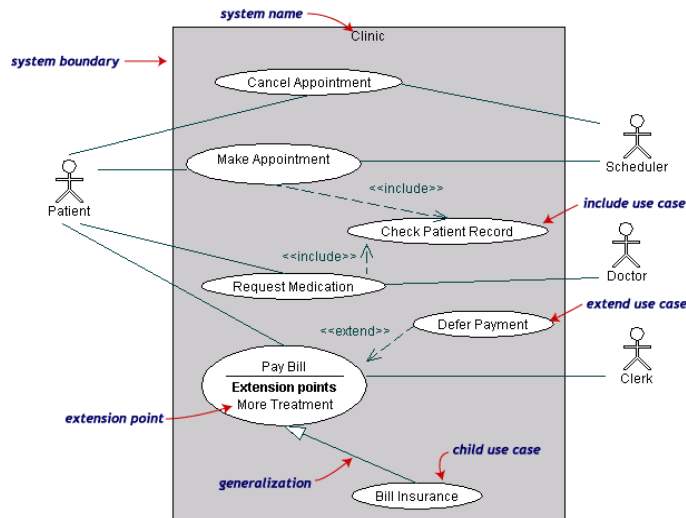 system name
Clinic
system boundary
Cancel Appointment
Scheduler
Make Appointment
<<include>>
Patient
include use case
Check Patient Record
<<include>>
Doctor
Request Medication
extend use case
Defer Payment
<<extend>>
Pay Bill
Extension points
More Treatment
Clerk
extension point
child use case
generalization
Bill Insurance